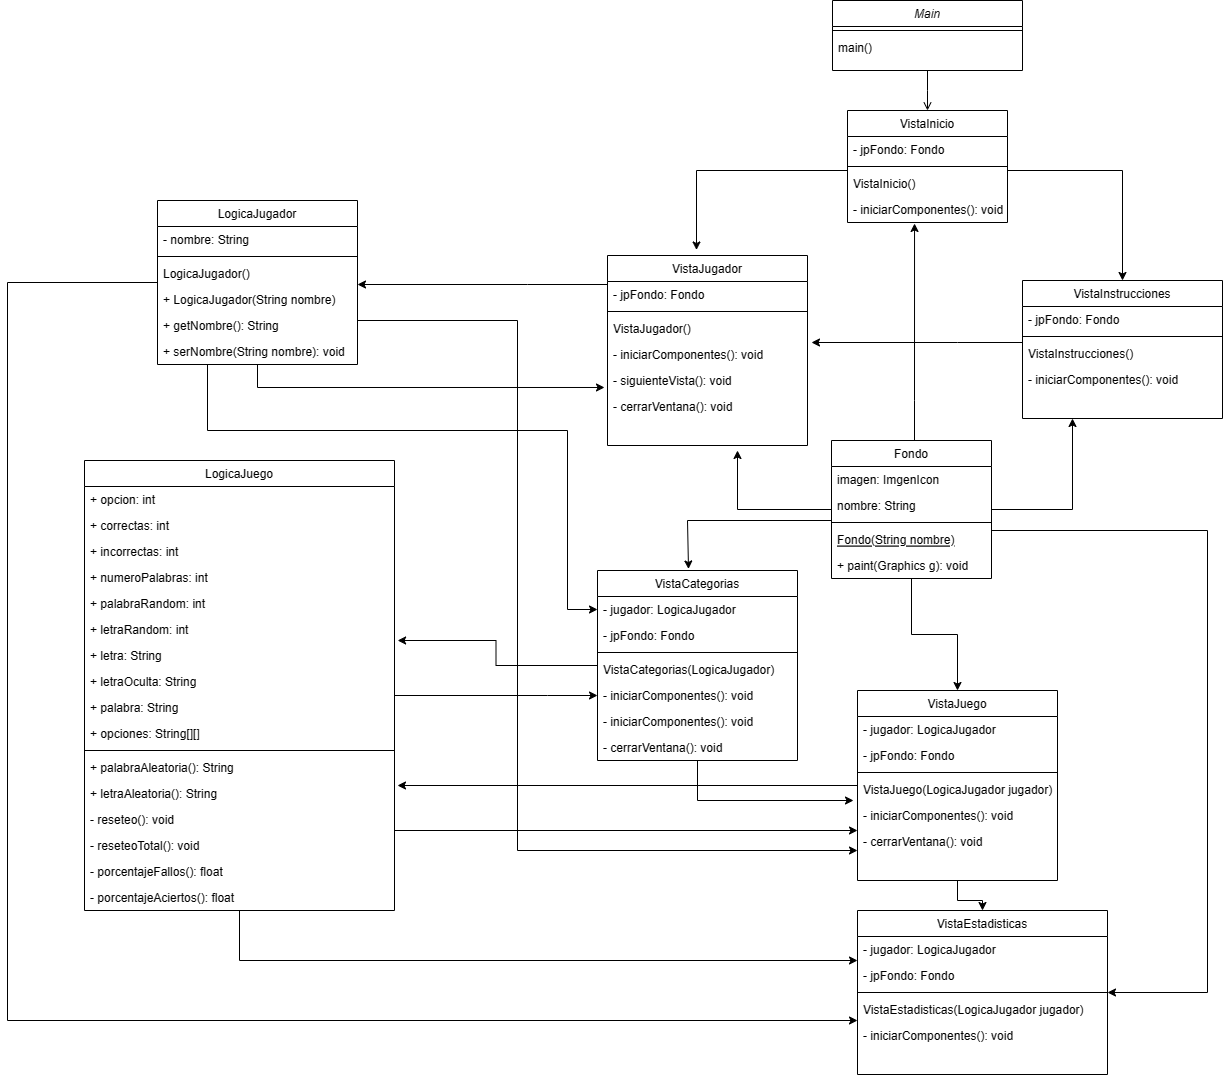 Main
main()
VistaInicio
- jpFondo: Fondo
VistaInicio()
- iniciarComponentes(): void
LogicaJugador
- nombre: String
LogicaJugador()
+ LogicaJugador(String nombre)
+ getNombre(): String
+ serNombre(String nombre): void
VistaJugador
- jpFondo: Fondo
VistaJugador()
- iniciarComponentes(): void
- siguienteVista(): void
- cerrarVentana(): void
VistaInstrucciones
- jpFondo: Fondo
VistaInstrucciones()
- iniciarComponentes(): void
Fondo
imagen: ImgenIcon
nombre: String
Fondo(String nombre)
+ paint(Graphics g): void
LogicaJuego
+ opcion: int
+ correctas: int
+ incorrectas: int
+ numeroPalabras: int
+ palabraRandom: int
+ letraRandom: int
+ letra: String
+ letraOculta: String
+ palabra: String
+ opciones: String[][]
+ palabraAleatoria(): String
+ letraAleatoria(): String
- reseteo(): void
- reseteoTotal(): void
- porcentajeFallos(): float
- porcentajeAciertos(): float
VistaCategorias
- jugador: LogicaJugador
- jpFondo: Fondo
VistaCategorias(LogicaJugador)
- iniciarComponentes(): void
- iniciarComponentes(): void
- cerrarVentana(): void
VistaJuego
- jugador: LogicaJugador
- jpFondo: Fondo
VistaJuego(LogicaJugador jugador)
- iniciarComponentes(): void
- cerrarVentana(): void
VistaEstadisticas
- jugador: LogicaJugador
- jpFondo: Fondo
VistaEstadisticas(LogicaJugador jugador)
- iniciarComponentes(): void